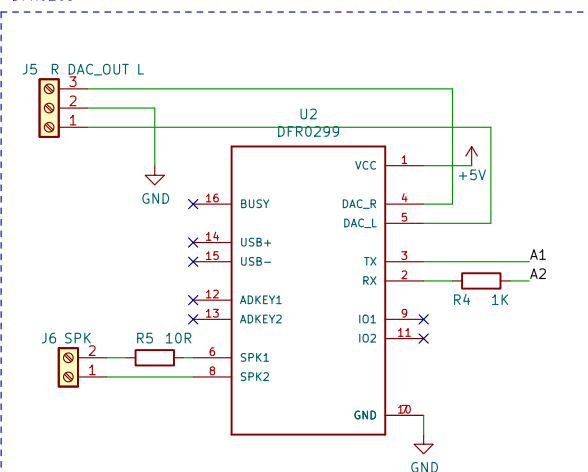 J5 R DAC_OUT L
3
2
1
GND
U2
DFR0299
VCC 1
+5V
16 BUSY
DAC_R 4
DAC_L 5
14 USB+
15 USB-
TX 3 A1
RX 2 A2
R4 1K
12 ADKEY1
13 ADKEY2
IO1 9
IO2 11
J6 SPK
R5 10R
2
1
6 SPK1
8 SPK2
GND
GND